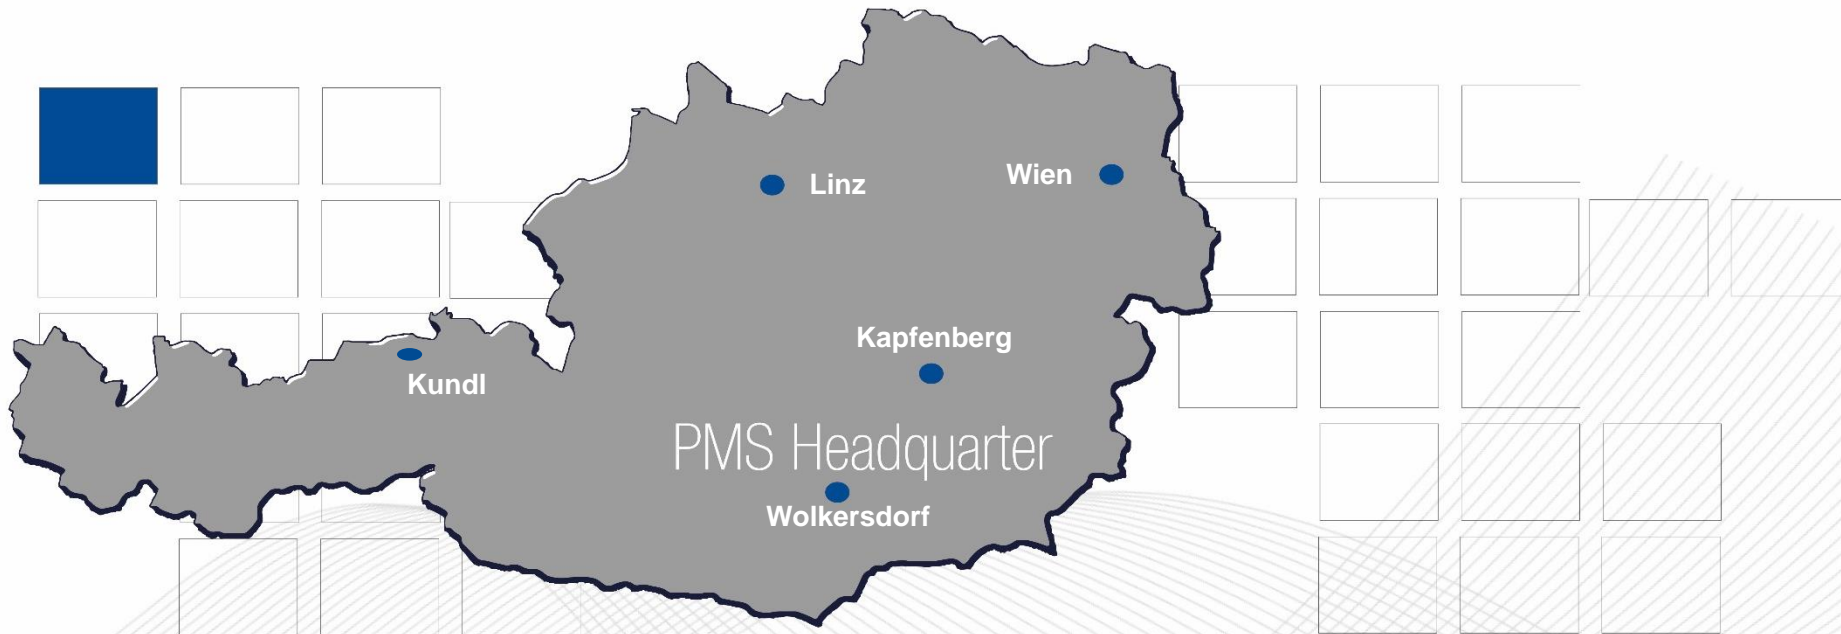 Linz
Wien
Kapfenberg
Kundl
PMS Headquarter
Wolkersdorf